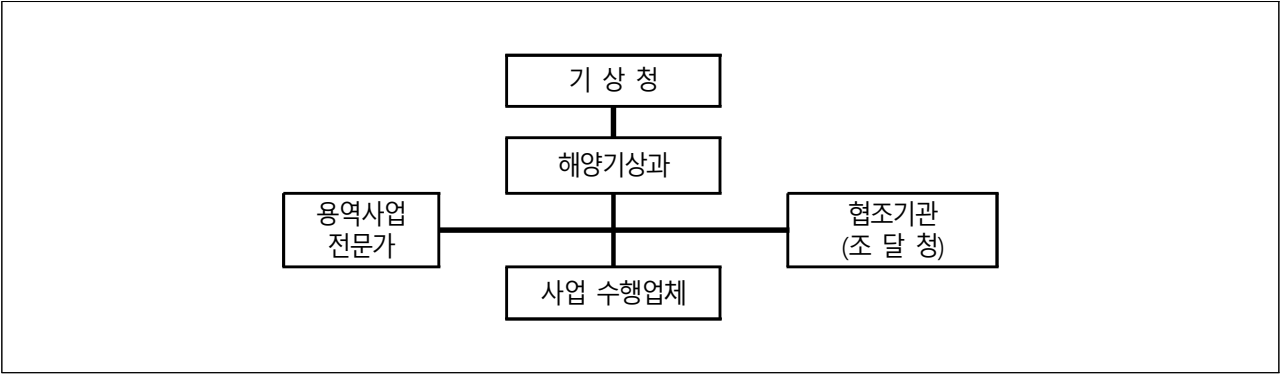 기 상 청
해양기상과
용역사업
전문가
협조기관
(조 달 청)
사업 수행업체